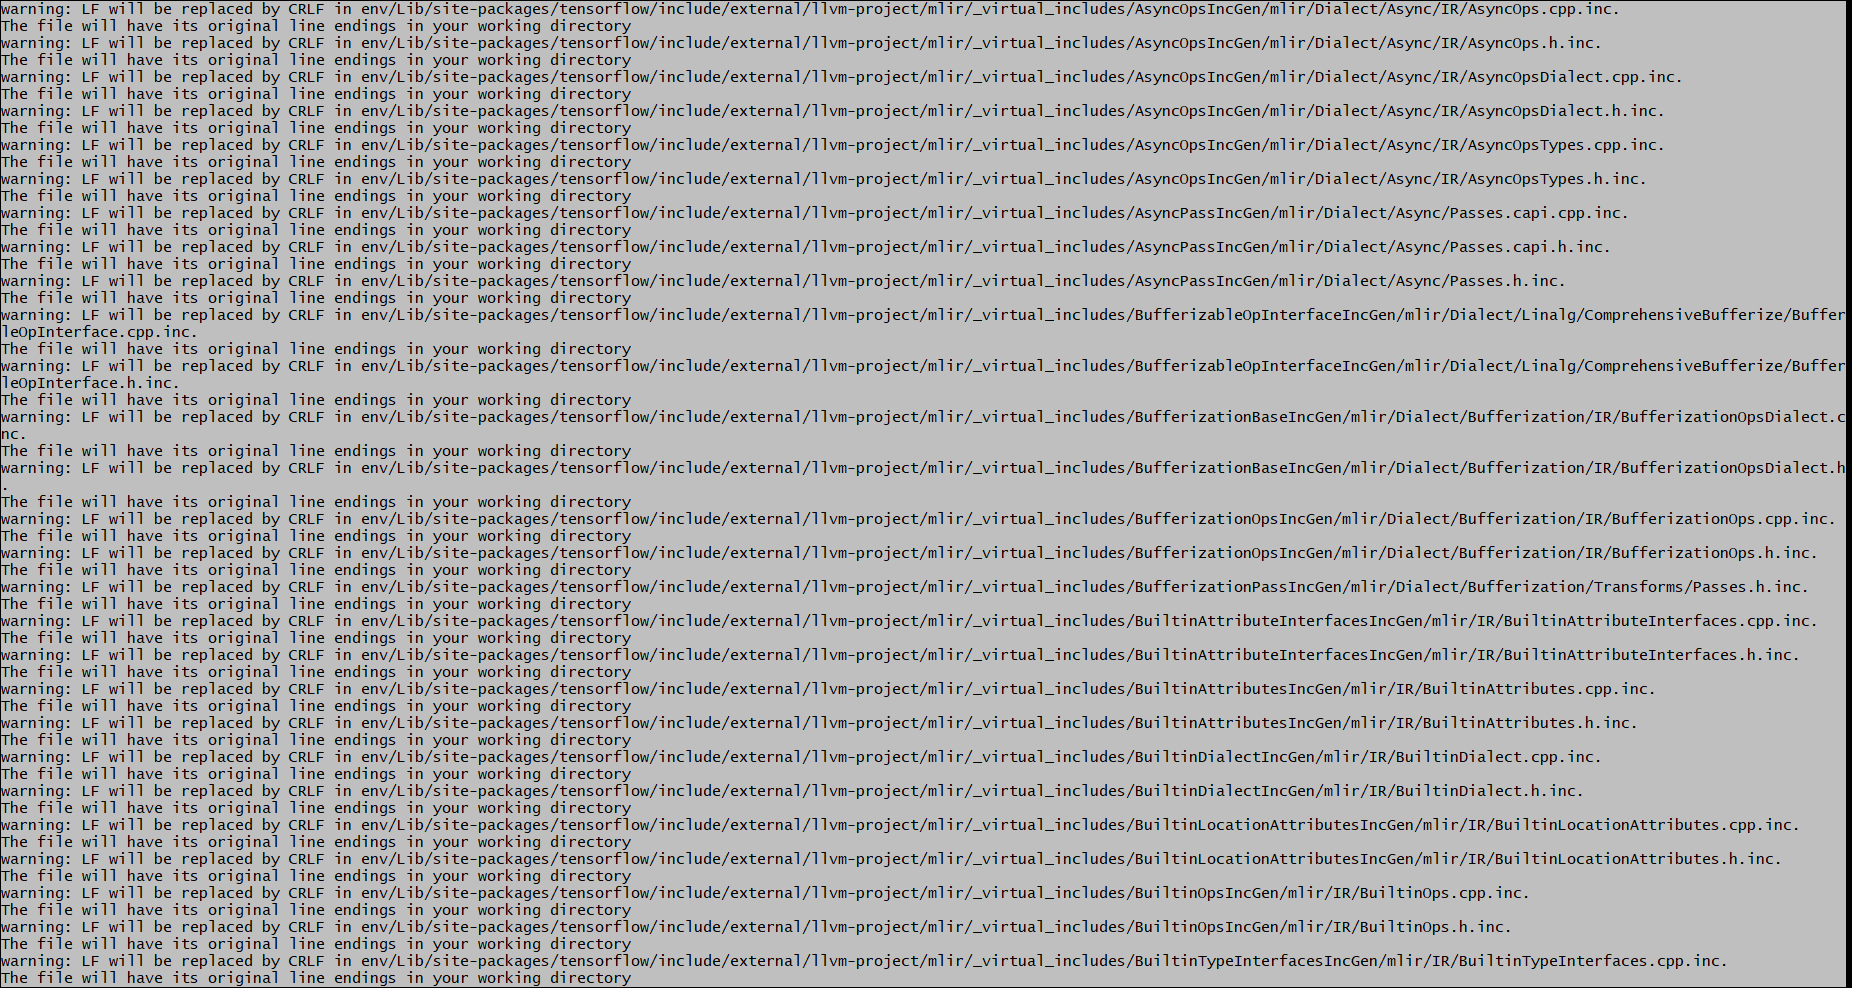 warning: LF will be replaced by CRLF in env/Lib/site-packages/tensorflow/include/external/llvm-project/mlir/_virtual_includes/AsyncOpsIncGen/mlir/Dialect/Async/IR/AsyncOps.cpp.inc.
The file will have its original line endings in your working directory
warning: LF will be replaced by CRLF in env/Lib/site-packages/tensorflow/include/external/llvm-project/mlir/_virtual_includes/AsyncOpsIncGen/mlir/Dialect/Async/IR/AsyncOps.h.inc.
The file will have its original line endings in your working directory
warning: LF will be replaced by CRLF in env/Lib/site-packages/tensorflow/include/external/llvm-project/mlir/_virtual_includes/AsyncOpsIncGen/mlir/Dialect/Async/IR/AsyncOpsDialect.cpp.inc.
The file will have its original line endings in your working directory
warning: LF will be replaced by CRLF in env/Lib/site-packages/tensorflow/include/external/llvm-project/mlir/_virtual_includes/AsyncOpsIncGen/mlir/Dialect/Async/IR/AsyncOpsDialect.h.inc.
The file will have its original line endings in your working directory
warning: LF will be replaced by CRLF in env/Lib/site-packages/tensorflow/include/external/llvm-project/mlir/_virtual_includes/AsyncOpsIncGen/mlir/Dialect/Async/IR/AsyncOpsTypes.cpp.inc.
The file will have its original line endings in your working directory
warning: LF will be replaced by CRLF in env/Lib/site-packages/tensorflow/include/external/llvm-project/mlir/_virtual_includes/AsyncOpsIncGen/mlir/Dialect/Async/IR/AsyncOpsTypes.h.inc.
The file will have its original line endings in your working directory
warning: LF will be replaced by CRLF in env/Lib/site-packages/tensorflow/include/external/llvm-project/mlir/_virtual_includes/AsyncPassIncGen/mlir/Dialect/Async/Passes.capi.cpp.inc.
The file will have its original line endings in your working directory
warning: LF will be replaced by CRLF in env/Lib/site-packages/tensorflow/include/external/llvm-project/mlir/_virtual_includes/AsyncPassIncGen/mlir/Dialect/Async/Passes.capi.h.inc.
The file will have its original line endings in your working directory
warning: LF will be replaced by CRLF in env/Lib/site-packages/tensorflow/include/external/llvm-project/mlir/_virtual_includes/AsyncPassIncGen/mlir/Dialect/Async/Passes.h.inc.
The file will have its original line endings in your working directory
warning: LF will be replaced by CRLF in env/Lib/site-packages/tensorflow/include/external/llvm-project/mlir/_virtual_includes/BufferizableOpInterfaceIncGen/mlir/Dialect/Linalg/ComprehensiveBufferize/Buffer
leOpInterface.cpp.inc.
The file will have its original line endings in your working directory
warning: LF will be replaced by CRLF in env/Lib/site-packages/tensorflow/include/external/llvm-project/mlir/_virtual_includes/BufferizableOpInterfaceIncGen/mlir/Dialect/Linalg/ComprehensiveBufferize/Buffer
leOpInterface.h.inc.
The file will have its original line endings in your working directory
warning: LF will be replaced by CRLF in env/Lib/site-packages/tensorflow/include/external/llvm-project/mlir/_virtual_includes/BufferizationBaseIncGen/mlir/Dialect/Bufferization/IR/BufferizationOpsDialect.c
nc.
The file will have its original line endings in your working directory
warning: LF will be replaced by CRLF in env/Lib/site-packages/tensorflow/include/external/llvm-project/mlir/_virtual_includes/BufferizationBaseIncGen/mlir/Dialect/Bufferization/IR/BufferizationOpsDialect.h
.
The file will have its original line endings in your working directory
warning: LF will be replaced by CRLF in env/Lib/site-packages/tensorflow/include/external/llvm-project/mlir/_virtual_includes/BufferizationOpsIncGen/mlir/Dialect/Bufferization/IR/BufferizationOps.cpp.inc.
The file will have its original line endings in your working directory
warning: LF will be replaced by CRLF in env/Lib/site-packages/tensorflow/include/external/llvm-project/mlir/_virtual_includes/BufferizationOpsIncGen/mlir/Dialect/Bufferization/IR/BufferizationOps.h.inc.
The file will have its original line endings in your working directory
warning: LF will be replaced by CRLF in env/Lib/site-packages/tensorflow/include/external/llvm-project/mlir/_virtual_includes/BufferizationPassIncGen/mlir/Dialect/Bufferization/Transforms/Passes.h.inc.
The file will have its original line endings in your working directory
warning: LF will be replaced by CRLF in env/Lib/site-packages/tensorflow/include/external/llvm-project/mlir/_virtual_includes/BuiltinAttributeInterfacesIncGen/mlir/IR/BuiltinAttributeInterfaces.cpp.inc.
The file will have its original line endings in your working directory
warning: LF will be replaced by CRLF in env/Lib/site-packages/tensorflow/include/external/llvm-project/mlir/_virtual_includes/BuiltinAttributeInterfacesIncGen/mlir/IR/BuiltinAttributeInterfaces.h.inc.
The file will have its original line endings in your working directory
warning: LF will be replaced by CRLF in env/Lib/site-packages/tensorflow/include/external/llvm-project/mlir/_virtual_includes/BuiltinAttributesIncGen/mlir/IR/BuiltinAttributes.cpp.inc.
The file will have its original line endings in your working directory
warning: LF will be replaced by CRLF in env/Lib/site-packages/tensorflow/include/external/llvm-project/mlir/_virtual_includes/BuiltinAttributesIncGen/mlir/IR/BuiltinAttributes.h.inc.
The file will have its original line endings in your working directory
warning: LF will be replaced by CRLF in env/Lib/site-packages/tensorflow/include/external/llvm-project/mlir/_virtual_includes/BuiltinDialectIncGen/mlir/IR/BuiltinDialect.cpp.inc.
The file will have its original line endings in your working directory
warning: LF will be replaced by CRLF in env/Lib/site-packages/tensorflow/include/external/llvm-project/mlir/_virtual_includes/BuiltinDialectIncGen/mlir/IR/BuiltinDialect.h.inc.
The file will have its original line endings in your working directory
warning: LF will be replaced by CRLF in env/Lib/site-packages/tensorflow/include/external/llvm-project/mlir/_virtual_includes/BuiltinLocationAttributesIncGen/mlir/IR/BuiltinLocationAttributes.cpp.inc.
The file will have its original line endings in your working directory
warning: LF will be replaced by CRLF in env/Lib/site-packages/tensorflow/include/external/llvm-project/mlir/_virtual_includes/BuiltinLocationAttributesIncGen/mlir/IR/BuiltinLocationAttributes.h.inc.
The file will have its original line endings in your working directory
warning: LF will be replaced by CRLF in env/Lib/site-packages/tensorflow/include/external/llvm-project/mlir/_virtual_includes/BuiltinOpsIncGen/mlir/IR/BuiltinOps.cpp.inc.
The file will have its original line endings in your working directory
warning: LF will be replaced by CRLF in env/Lib/site-packages/tensorflow/include/external/llvm-project/mlir/_virtual_includes/BuiltinOpsIncGen/mlir/IR/BuiltinOps.h.inc.
The file will have its original line endings in your working directory
warning: LF will be replaced by CRLF in env/Lib/site-packages/tensorflow/include/external/llvm-project/mlir/_virtual_includes/BuiltinTypeInterfacesIncGen/mlir/IR/BuiltinTypeInterfaces.cpp.inc.
The file will have its original line endings in your working directory